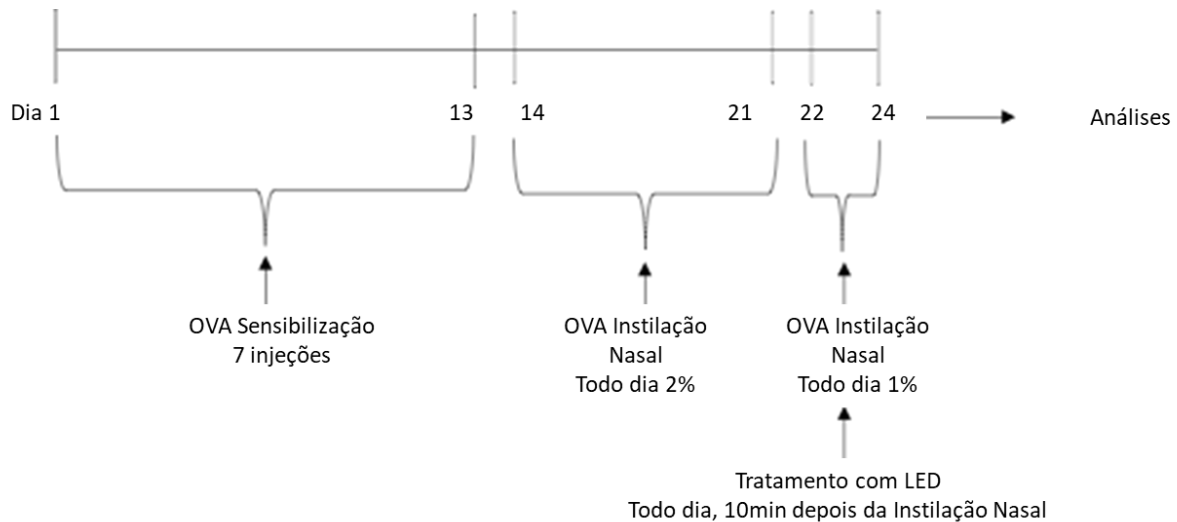 Dia 1
13
14
21
22
24
Análises
OVA Sensibilização
7 injeções
OVA Instilação
Nasal
Todo dia 2%
OVA Instilação
Nasal
Todo dia 1%
Tratamento com LED
Todo dia, 10min depois da Instilação Nasal